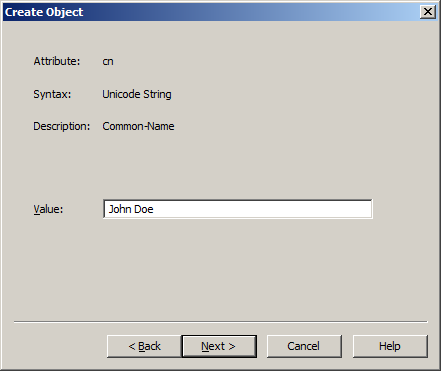 Create Object
Attribute: cn
Syntax: Unicode String
Description: Common-Name
Value: John Doe
< Back Next > Cancel Help